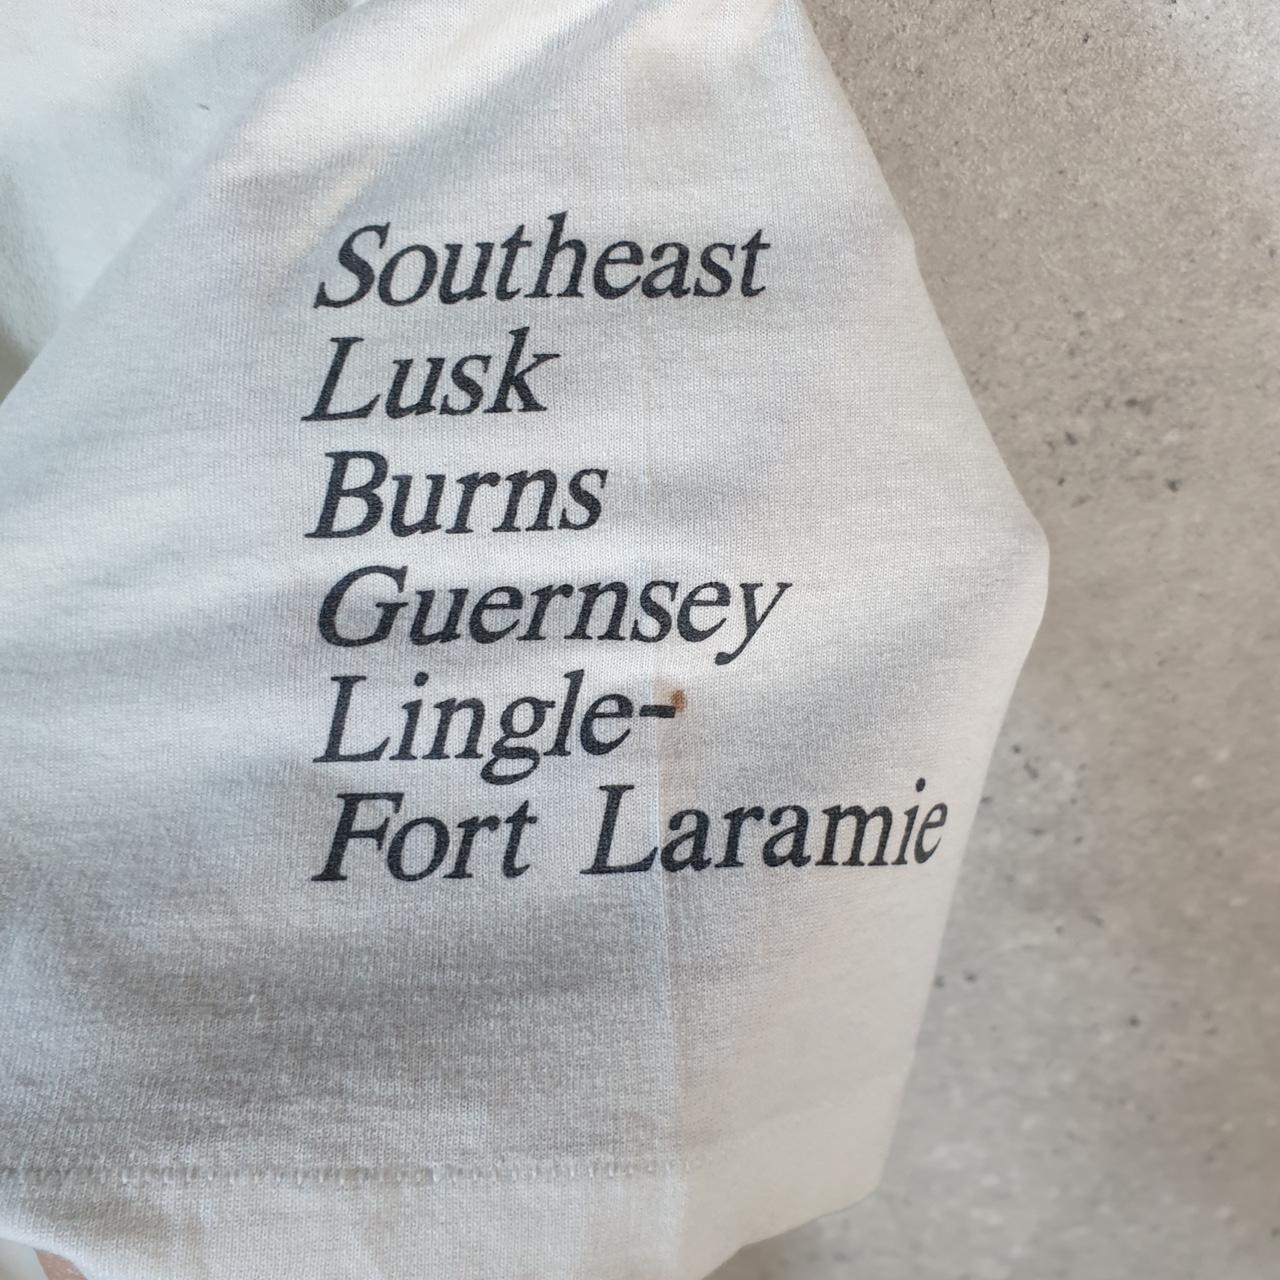 Southeast
Lusk
Burns
Guernsey
Lingle-
Fort Laramie